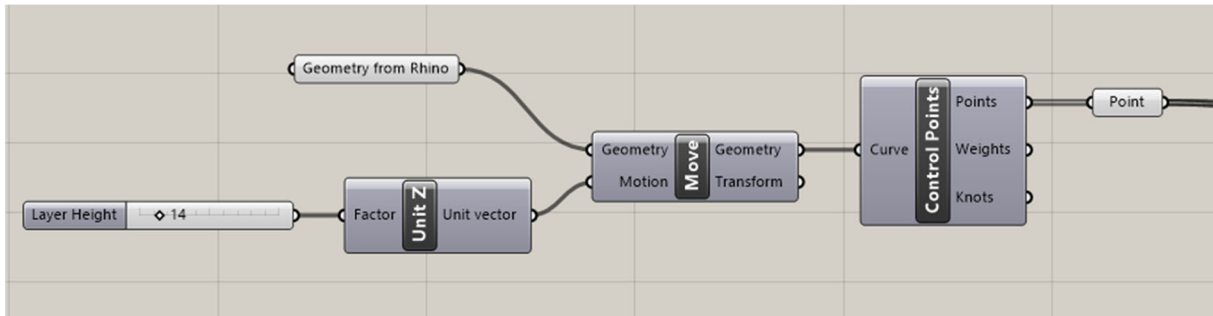 Geometry from Rhino
Layer Height 14
Factor Unit Z Unit vector
Geometry Move Geometry
Motion Transform
Curve Control Points Points
Weights
Knots
Point